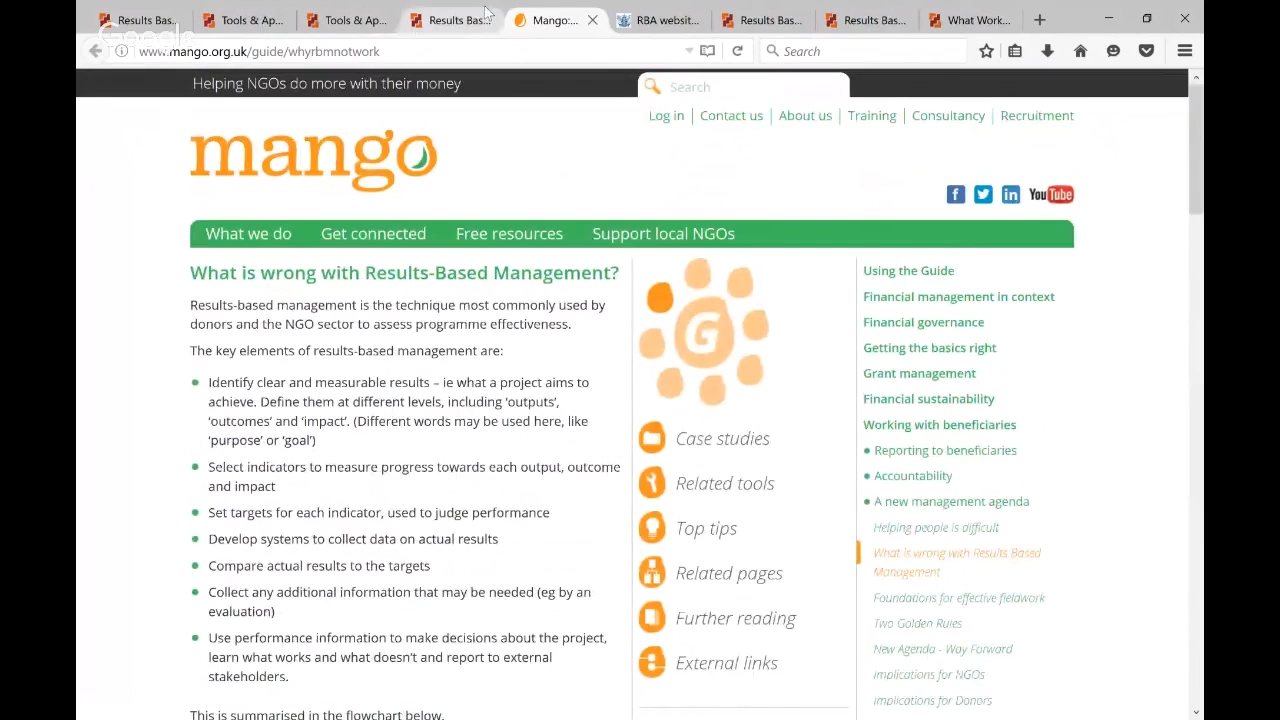 Results Bas...
Tools & Ap...
Tools & Ap...
Results Bas
Mango:...
RBA websit...
Results Bas...
Results Bas...
What Work...
Google
www.mango.org.uk/guide/whyrbmnotwork
Search
Helping NGOs do more with their money
Search
Log in
Contact us
About us
Training
Consultancy
Recruitment
mango
f
in
YouTube
What we do
Get connected
Free resources
Support local NGOs
What is wrong with Results-Based Management?
Results-based management is the technique most commonly used by
donors and the NGO sector to assess programme effectiveness.
The key elements of results-based management are:
Identify clear and measurable results – ie what a project aims to
achieve. Define them at different levels, including ‘outputs’,
‘outcomes’ and ‘impact’. (Different words may be used here, like
‘purpose’ or ‘goal’)
Select indicators to measure progress towards each output, outcome
and impact
Set targets for each indicator, used to judge performance
Develop systems to collect data on actual results
Compare actual results to the targets
Collect any additional information that may be needed (eg by an
evaluation)
Use performance information to make decisions about the project,
learn what works and what doesn't and report to external
stakeholders.
This is summarised in the flowchart below.
G
Case studies
Related tools
Top tips
Related pages
Further reading
External links
Using the Guide
Financial management in context
Financial governance
Getting the basics right
Grant management
Financial sustainability
Working with beneficiaries
Reporting to beneficiaries
Accountability
A new management agenda
Helping people is difficult
What is wrong with Results Based
Management
Foundations for effective fieldwork
Two Golden Rules
New Agenda - Way Forward
Implications for NGOs
Implications for Donors